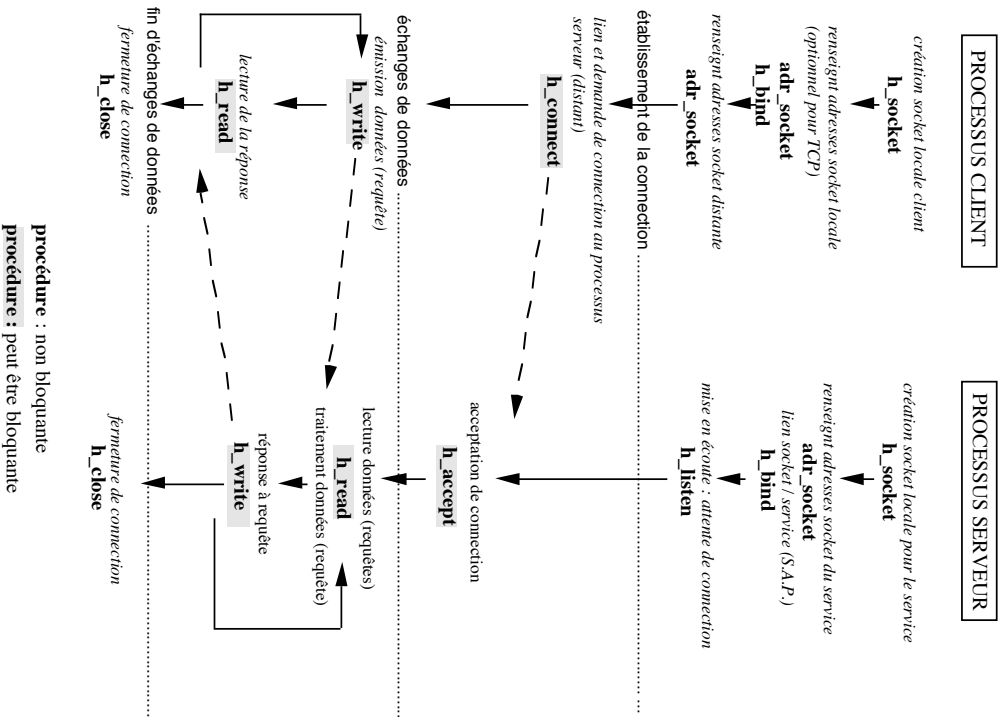 PROCESSUS CLIENT
création socket locale client
h_socket
renseignt adresses socket locale
(optionnel pour TCP)
adr_socket
h_bind
renseignt adresses socket distante
adr_socket
établissement de la connection
lien et demande de connection au processus
serveur (distant)
h_connect
échanges de données
émission données (requête)
h_write
lecture de la réponse
h_read
fin d'échanges de données
fermeture de connection
h_close
PROCESSUS SERVEUR
création socket locale pour le service
h_socket
renseignt adresses socket du service
adr_socket
lien socket / service (S.A.P.)
h_bind
mise en écoute : attente de connection
h_listen
acceptation de connection
h_accept
lecture données (requêtes)
h_read
traitement données (requête)
réponse à requête
h_write
fermeture de connection
h_close
procédure : non bloquante
procédure : peut être bloquante